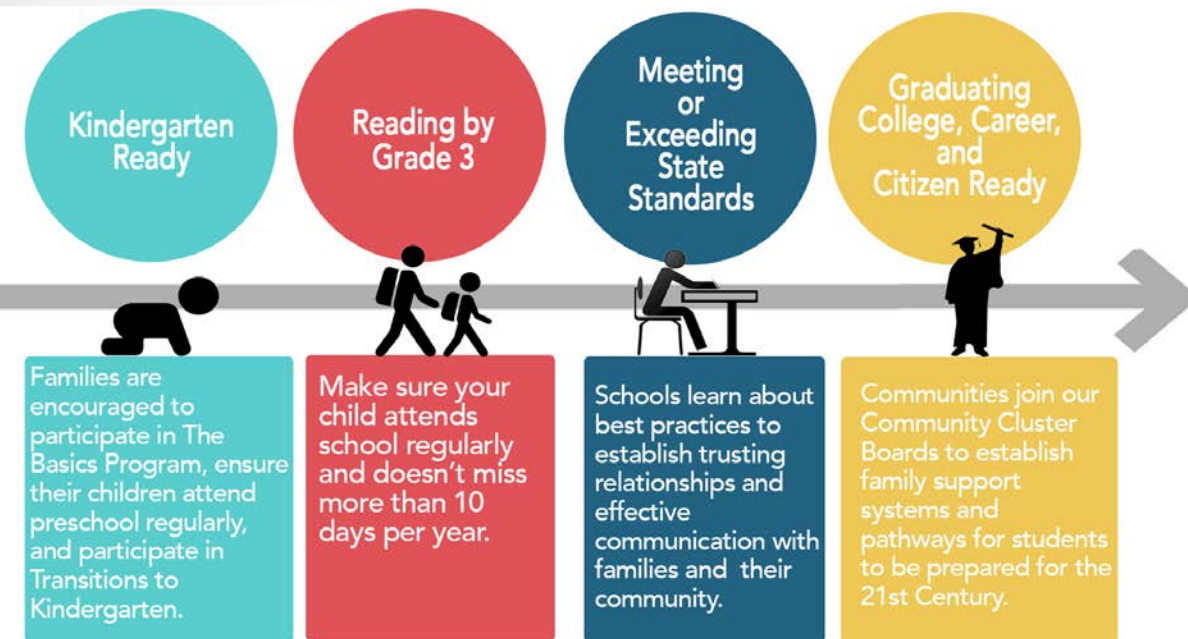 Kindergarten
Ready
Reading by
Grade 3
Meeting
or
Exceeding
State
Standards
Graduating
College, Career,
and
Citizen Ready
Families are
encouraged to
participate in The
Basics Program, ensure
their children attend
preschool regularly,
and participate in
Transitions to
Kindergarten.
Make sure your
child attends
school regularly
and doesn't miss
more than 10
days per year.
Schools learn about
best practices to
establish trusting
relationships and
effective
communication with
families and their
community.
Communities join our
Community Cluster
Boards to establish
family support
systems and
pathways for students
to be prepared for the
21st Century.